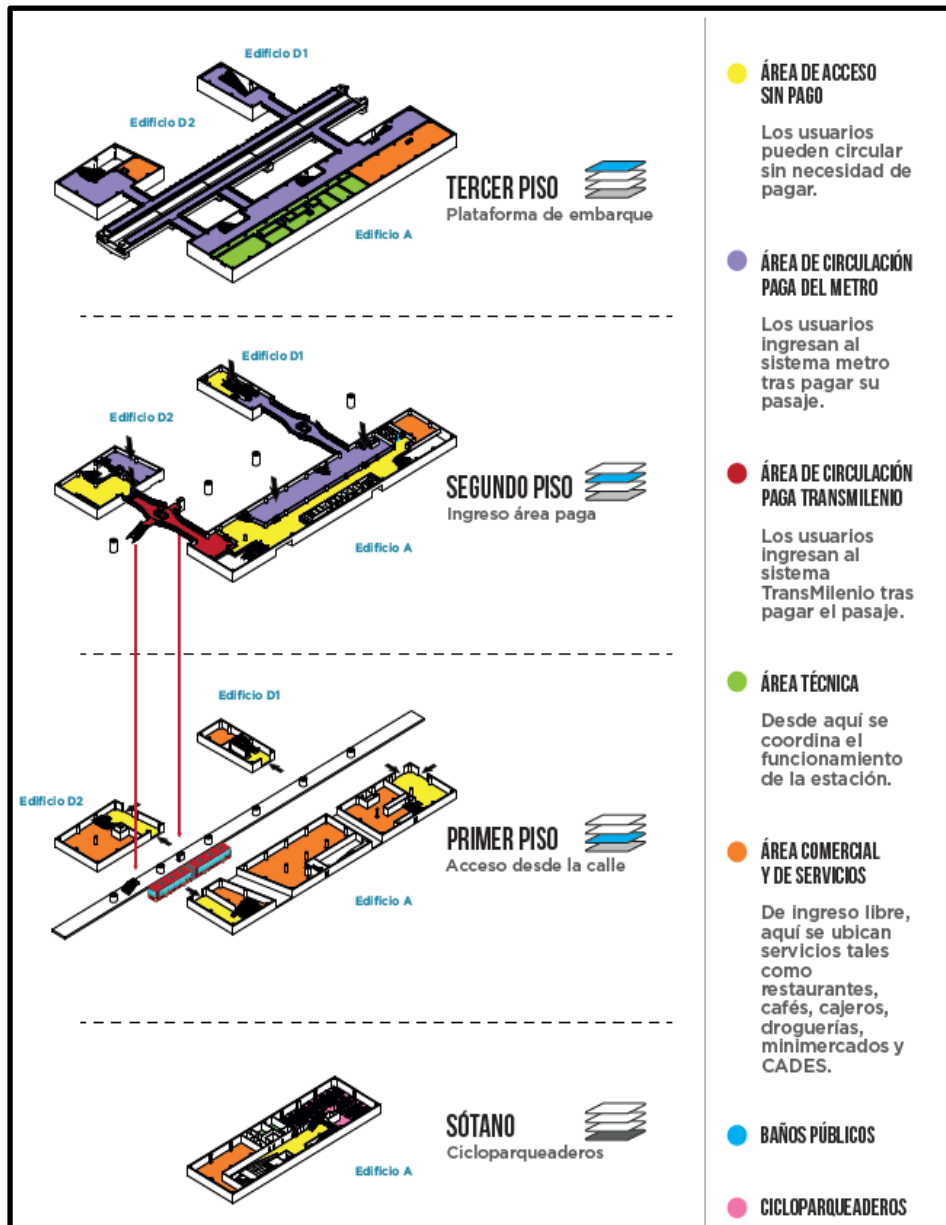 Edificio D1
Edificio D2
TERCER PISO
Plataforma de embarque
Edificio A
Edificio D1
Edificio D2
SEGUNDO PISO
Ingreso área paga
Edificio A
Edificio D1
Edificio D2
PRIMER PISO
Acceso desde la calle
Edificio A
SÓTANO
Cicloparqueaderos
Edificio A
ÁREA DE ACCESO
SIN PAGO
Los usuarios
pueden circular
sin necesidad de
pagar.
ÁREA DE CIRCULACIÓN
PAGA DEL METRO
Los usuarios
ingresan al
sistema metro
tras pagar su
pasaje.
ÁREA DE CIRCULACIÓN
PAGA TRANSMILENIO
Los usuarios
ingresan al
sistema
TransMilenio tras
pagar el pasaje.
ÁREA TÉCNICA
Desde aquí se
coordina el
funcionamiento
de la estación.
ÁREA COMERCIAL
Y DE SERVICIOS
De ingreso libre,
aquí se ubican
servicios tales
como
restaurantes,
cafés, cajeros,
droguerías,
minimercados y
CADES.
BAÑOS PÚBLICOS
CICLOPARQUEADEROS